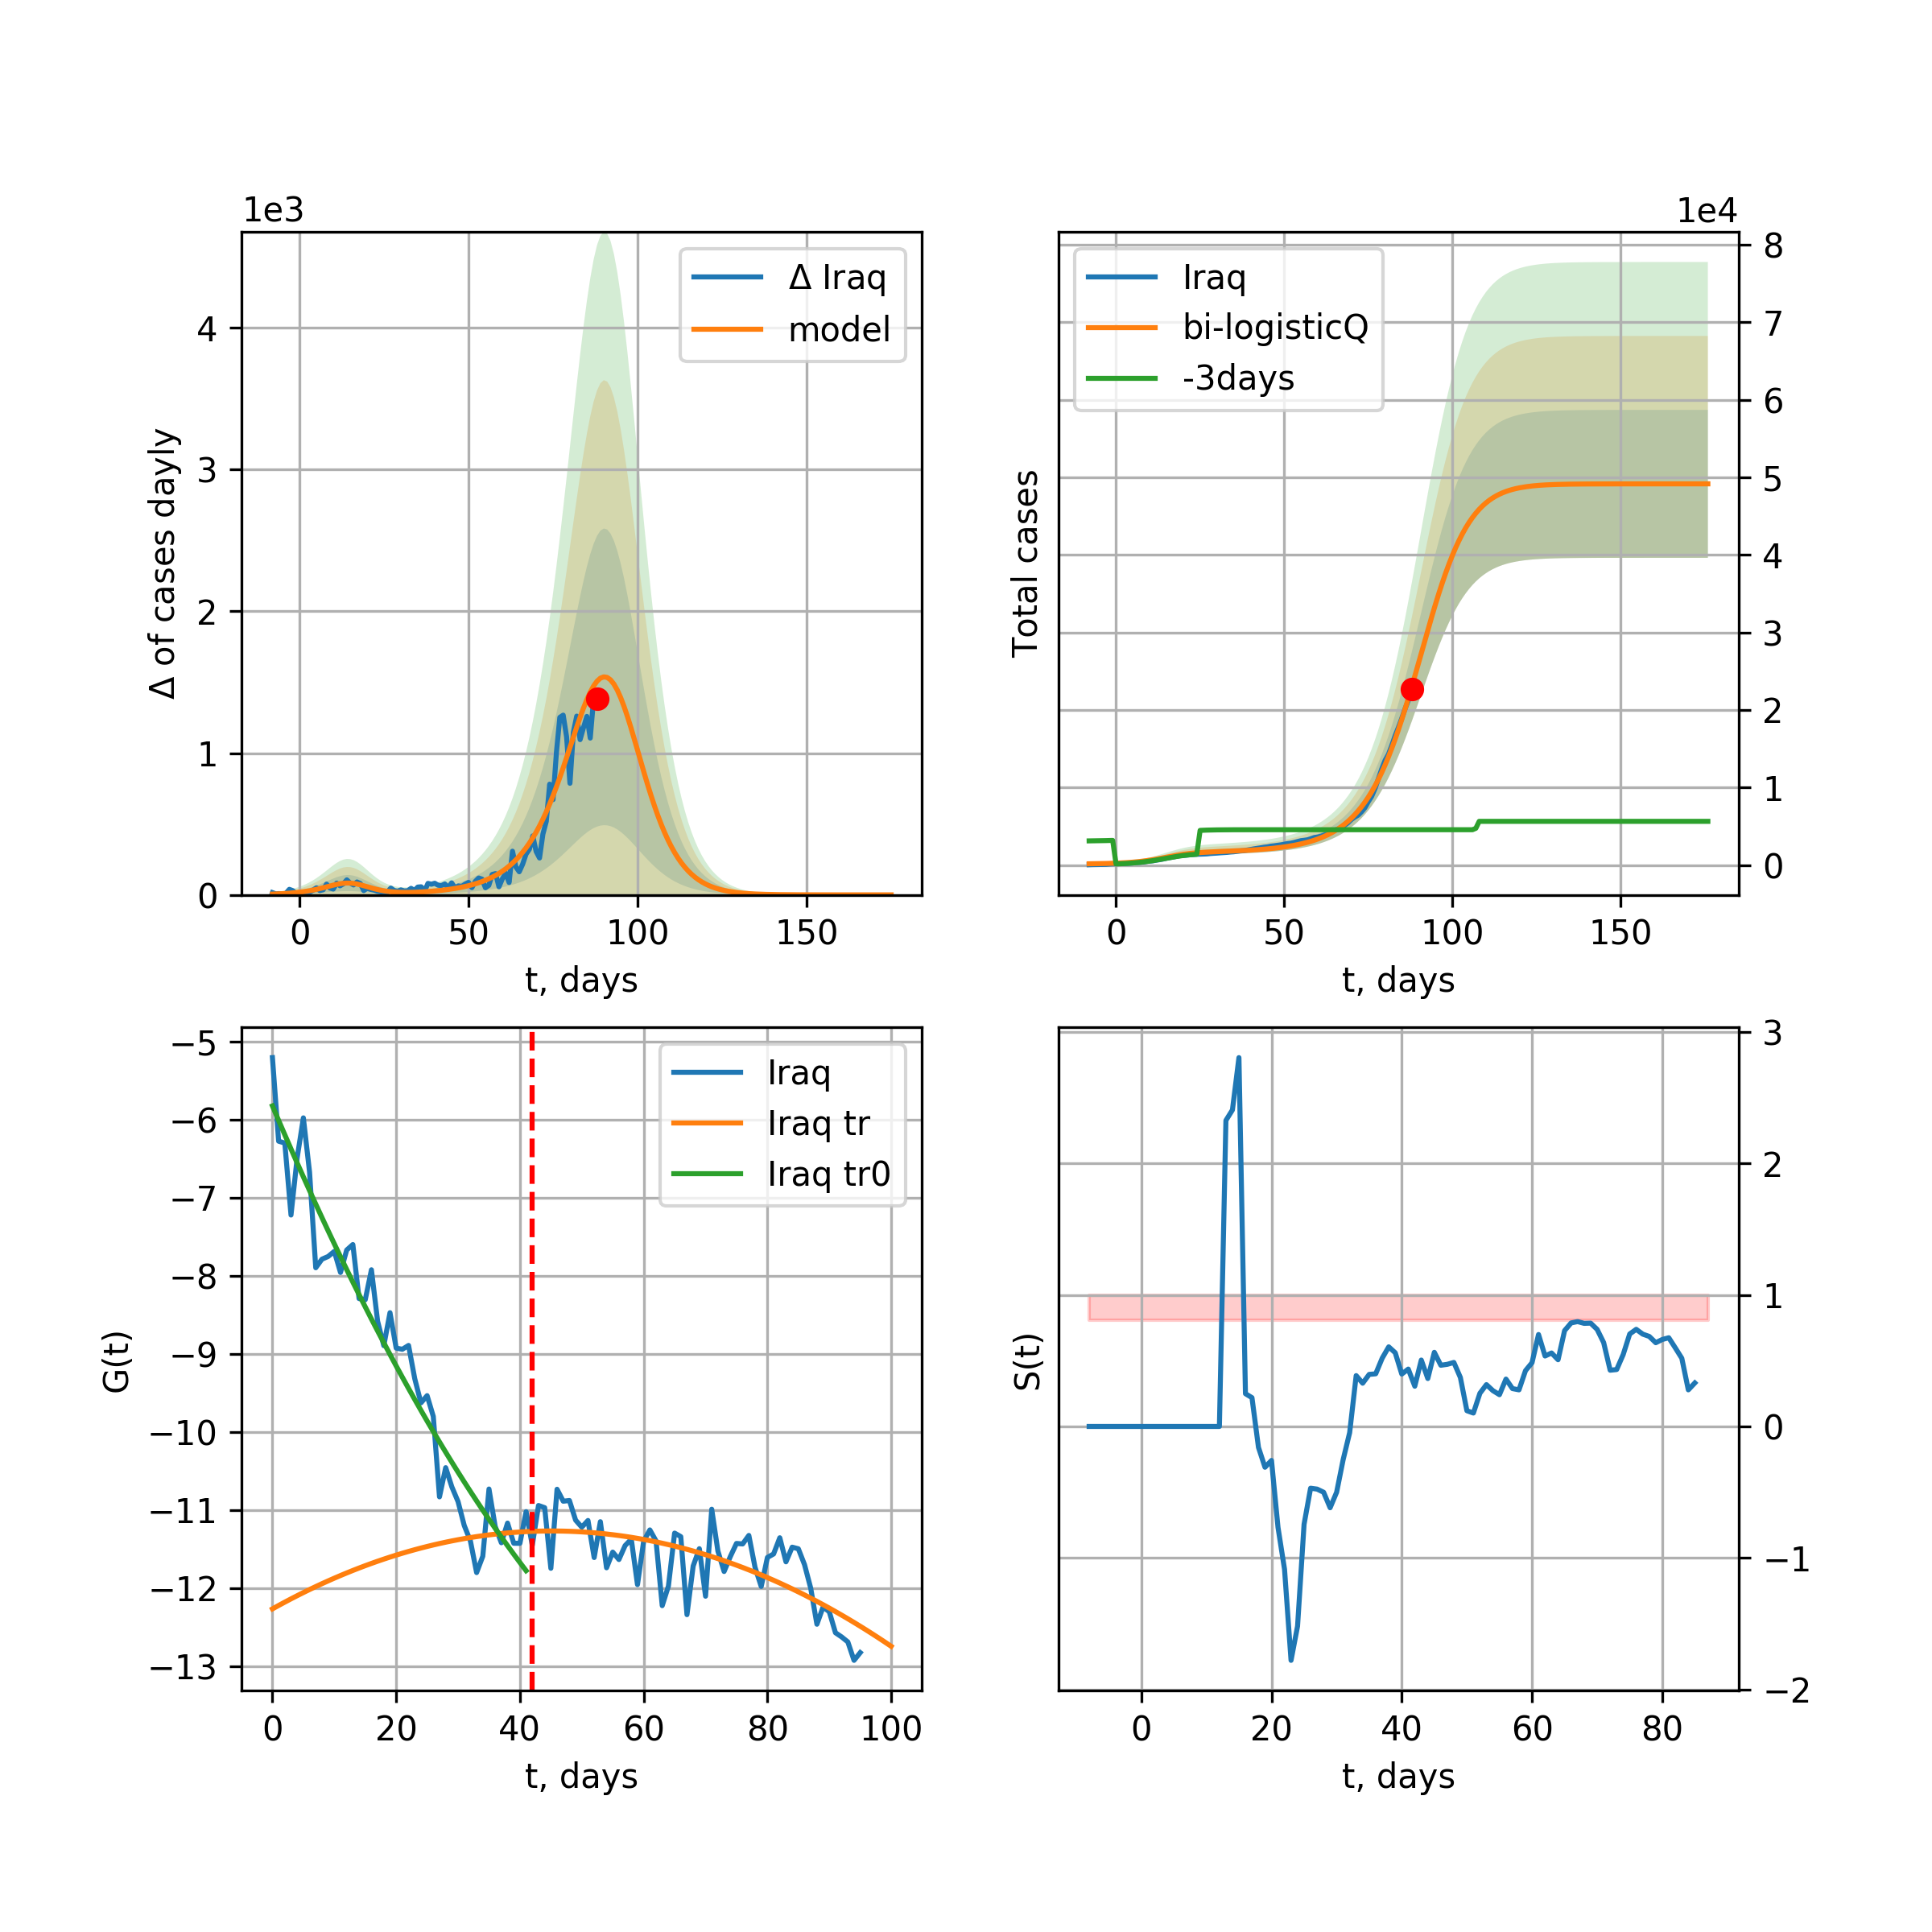 1e3
Δ of cases dayly
4
3
2
1
0
Δ Iraq
model
0 50 100 150
t, days
1e4
Total cases
Iraq
bi-logisticQ
-3days
8
7
6
5
4
3
2
1
0
0 50 100 150
t, days
G(t)
−5
−6
−7
−8
−9
−10
−11
−12
−13
Iraq
Iraq tr
Iraq tr0
0 20 40 60 80 100
t, days
S(t)
3
2
1
0
−1
−2
0 20 40 60 80
t, days